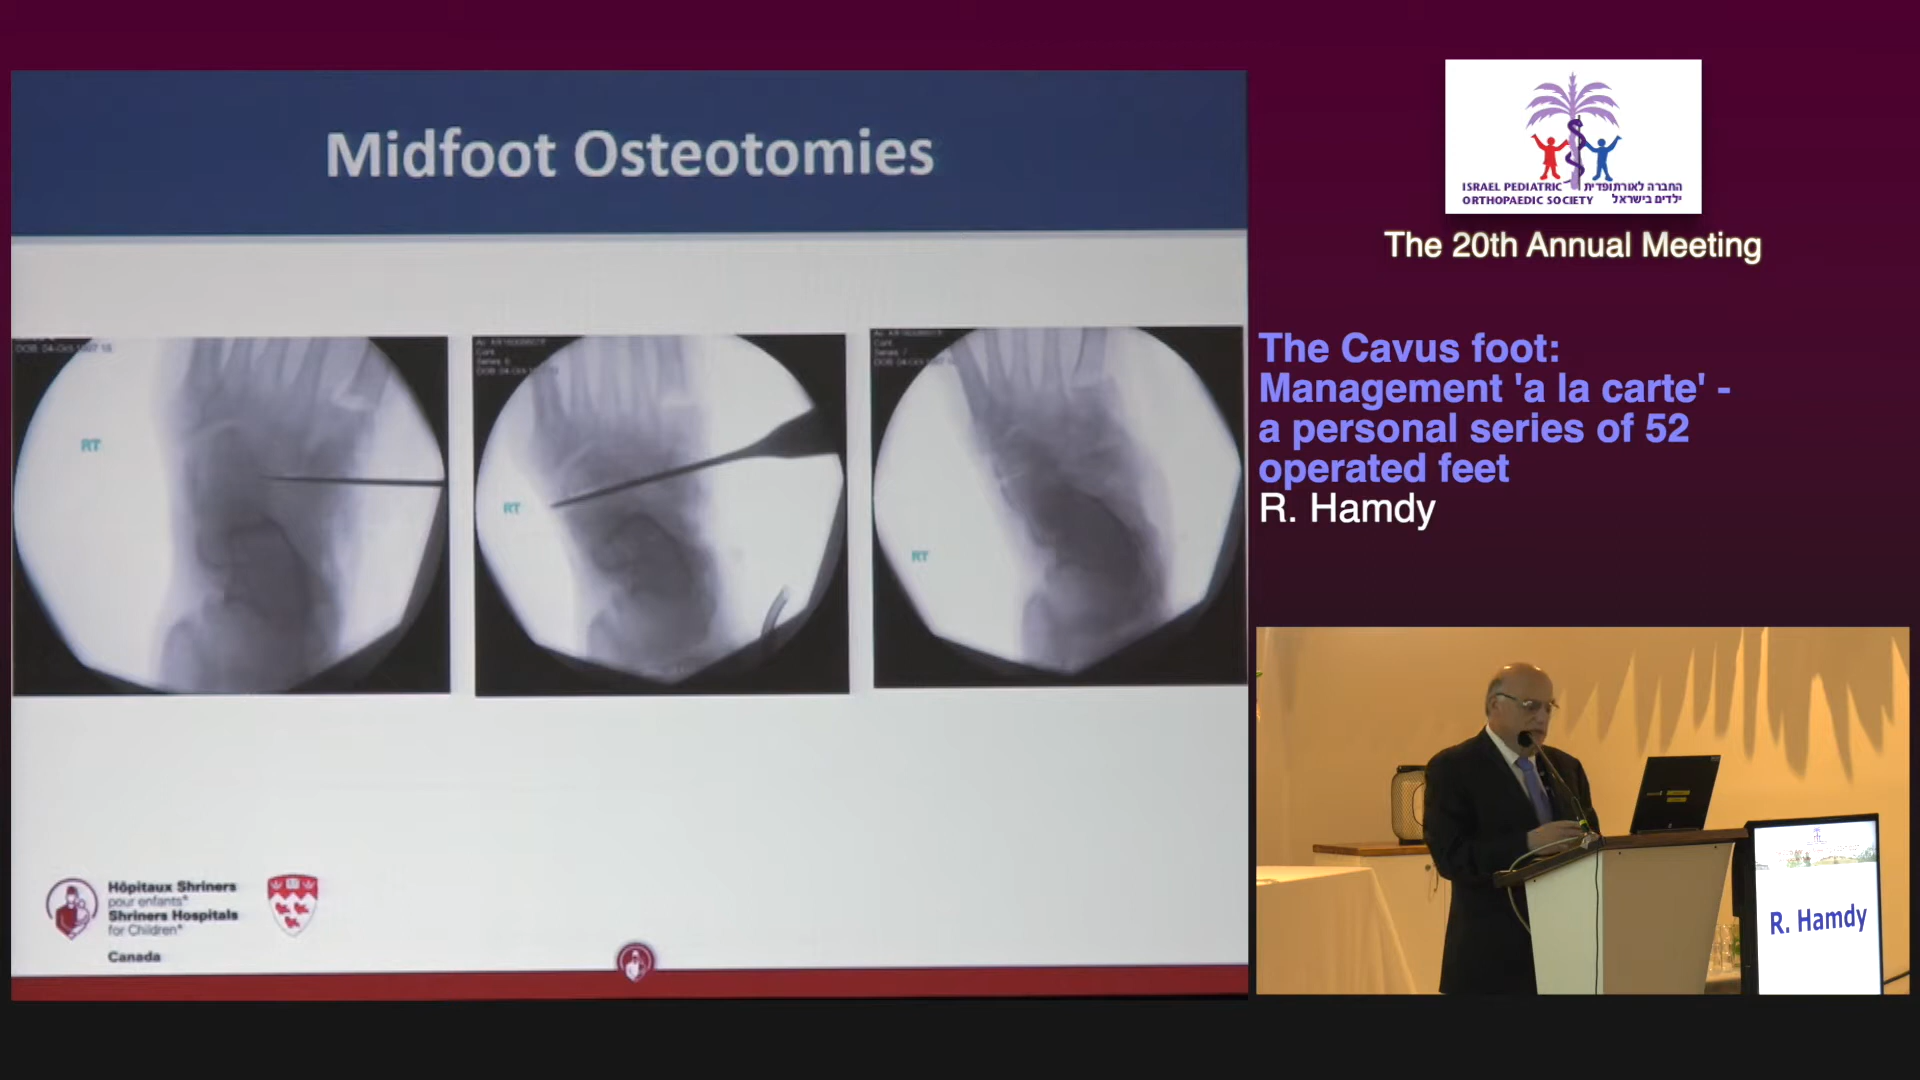 Midfoot Osteotomies
RT
RT
RT
Hôpitaux Shriners
pour enfants
Shriners Hospitals
for Children
Canada
ISRAEL PEDIATRIC החברה לאורתופדית
ORTHOPAEDIC SOCIETY ילדים בישראל
The 20th Annual Meeting
The Cavus foot:
Management 'a la carte' -
a personal series of 52
operated feet
R. Hamdy
R. Hamdy